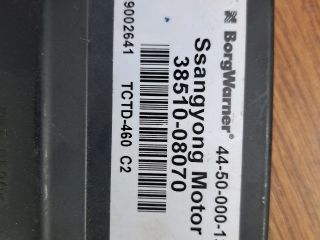 BorgWarner® 44-50-000-1
Ssangyong Motor
38510-08070
9002641 TCTD-460 C2